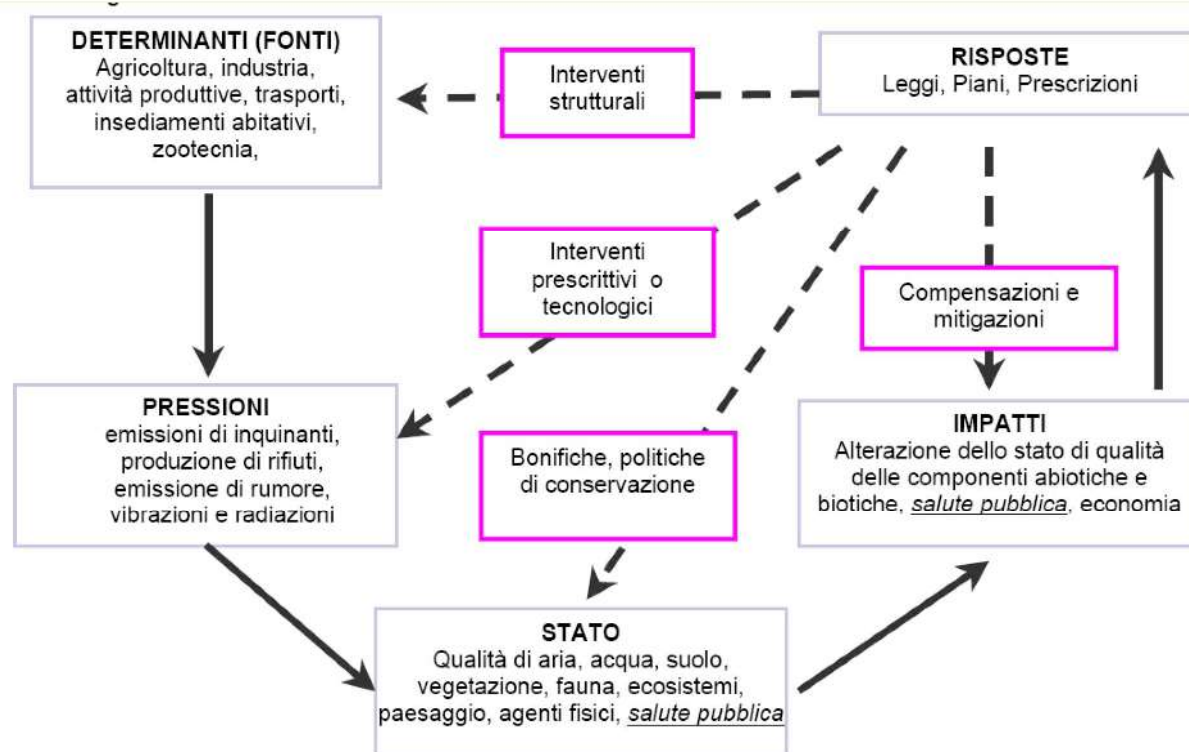 DETERMINANTI (FONTI)
Agricoltura, industria,
attività produttive, trasporti,
insediamenti abitativi,
zootecnia,
Interventi
strutturali
RISPOSTE
Leggi, Piani, Prescrizioni
Interventi
prescrittivi o
tecnologici
Compensazioni e
mitigazioni
PRESSIONI
emissioni di inquinanti,
produzione di rifiuti,
emissione di rumore,
vibrazioni e radiazioni
Bonifiche, politiche
di conservazione
IMPATTI
Alterazione dello stato di qualità
delle componenti abiotiche e
biotiche, salute pubblica, economia
STATO
Qualità di aria, acqua, suolo,
vegetazione, fauna, ecosistemi,
paesaggio, agenti fisici, salute pubblica